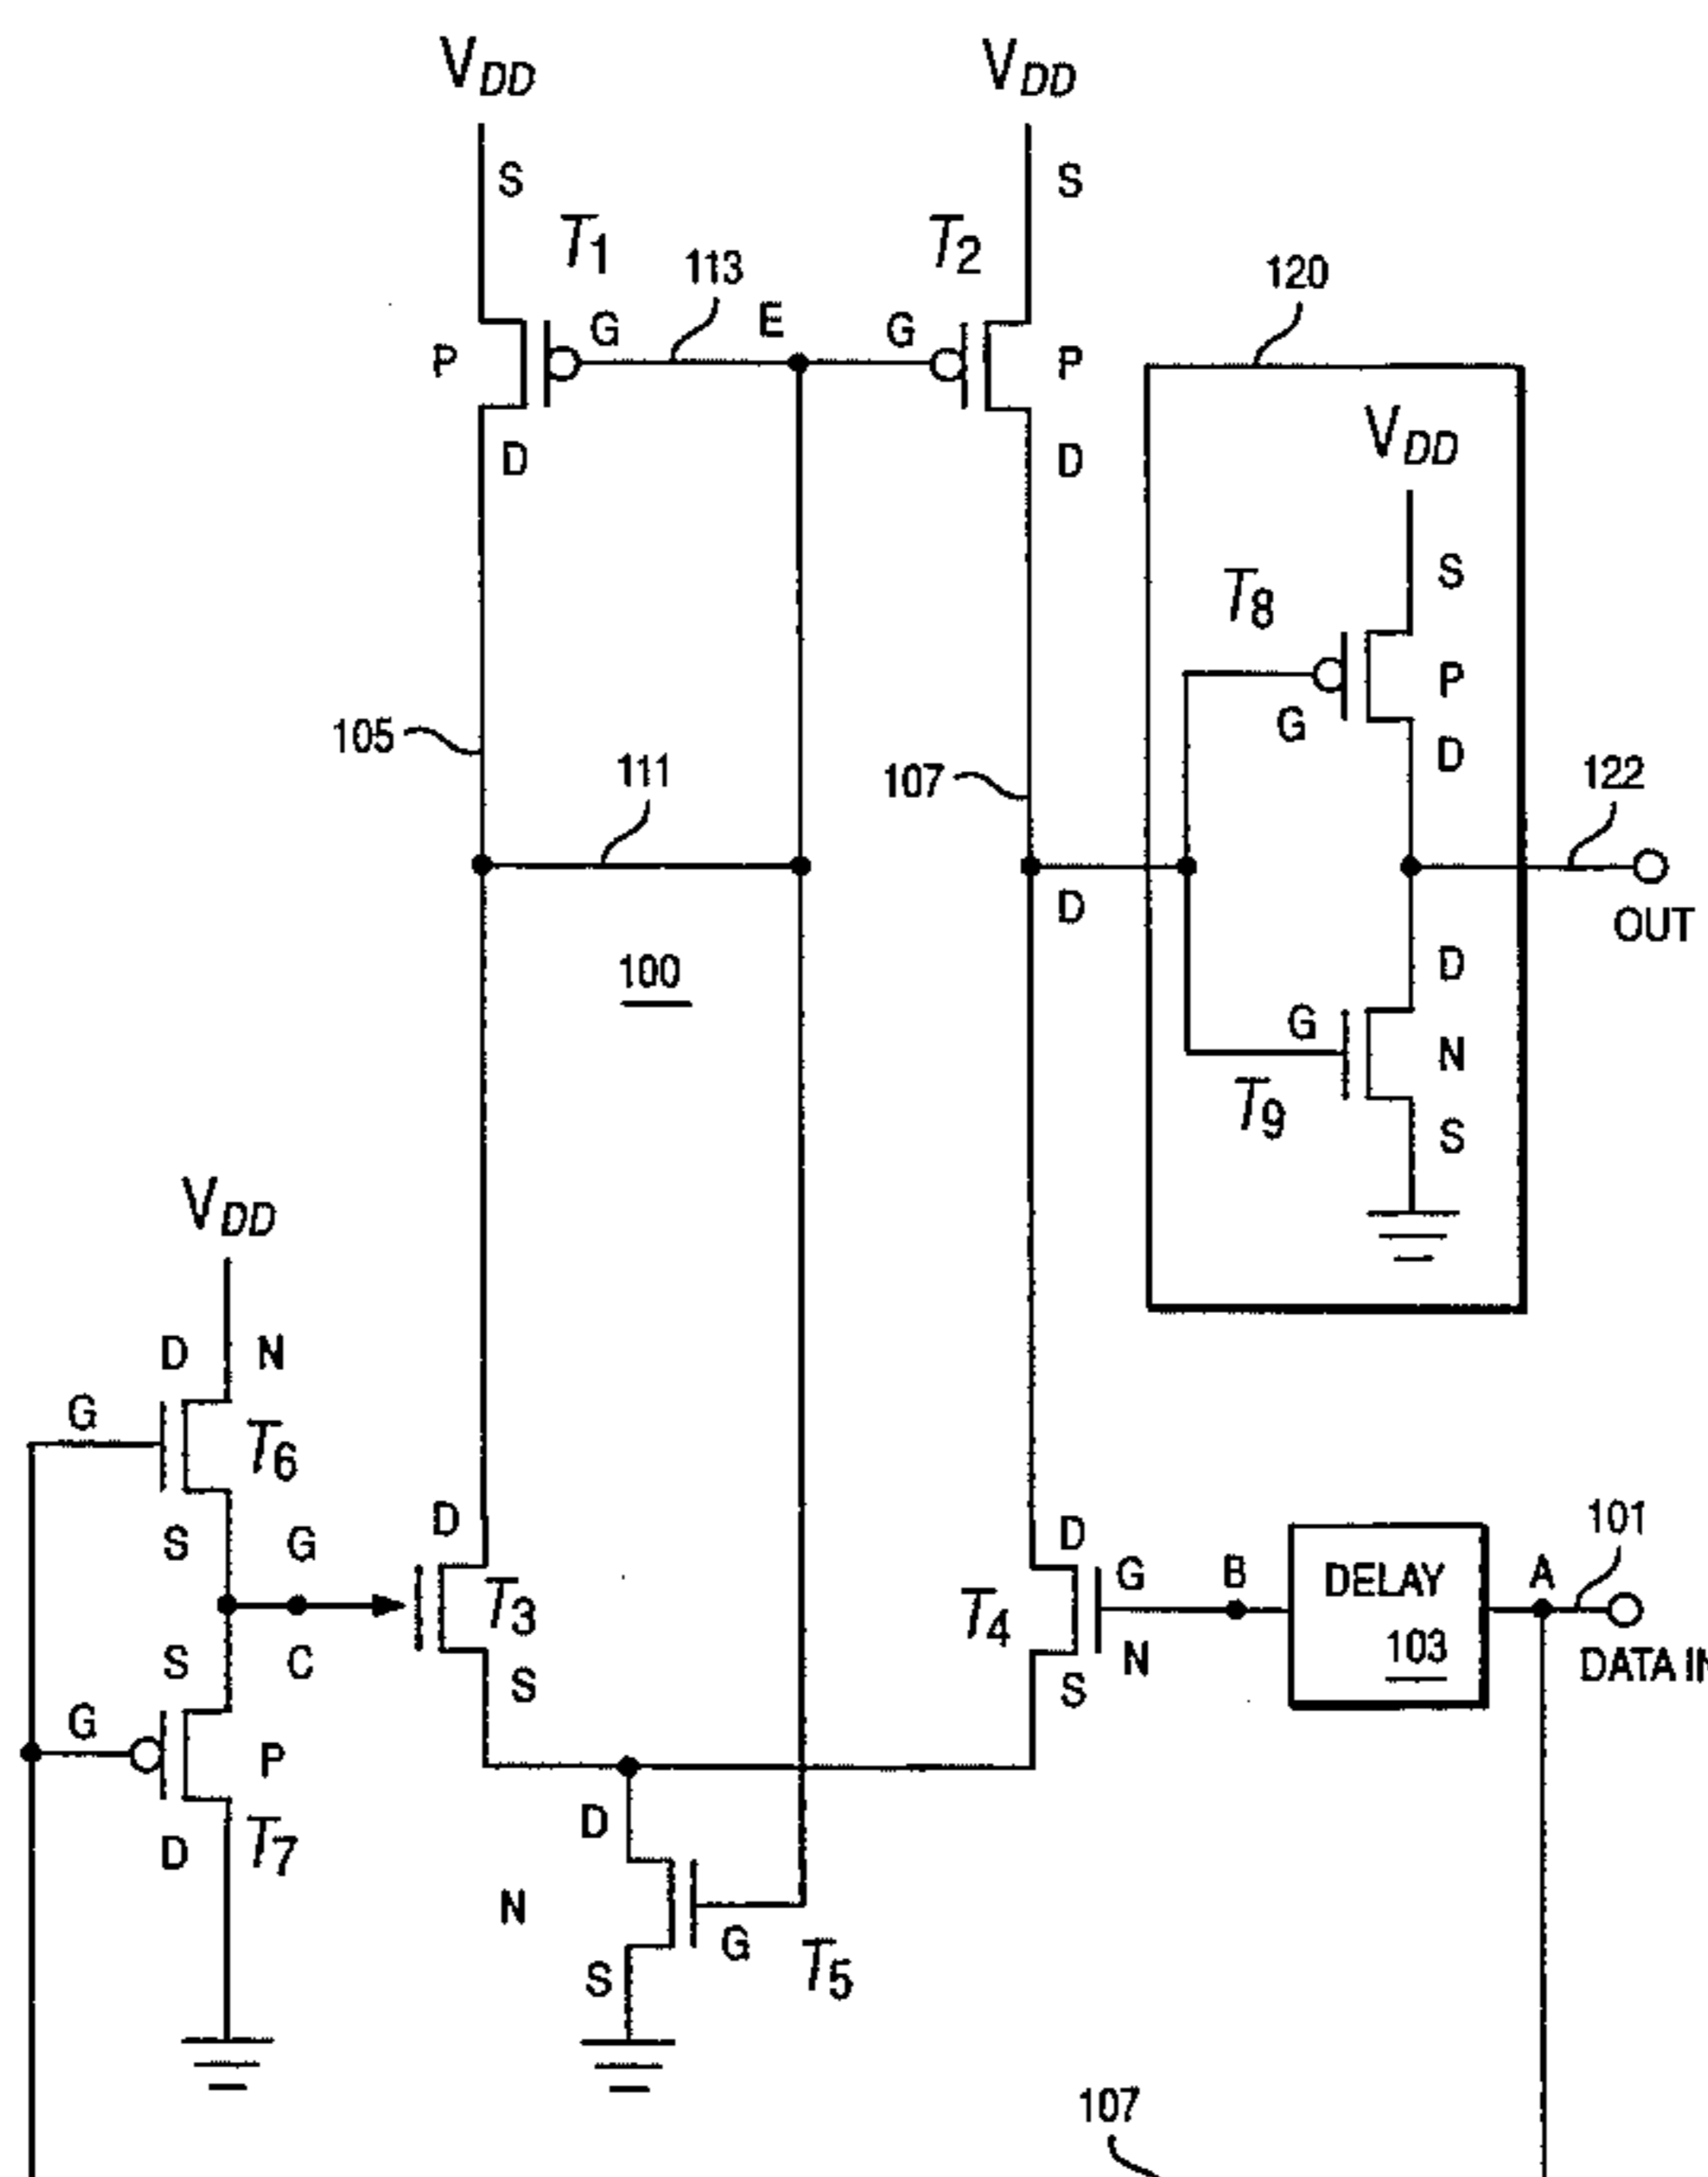 VDD VDD
S S
T1 T2
113 120
G E G
P P
VDD
D D
S
T8
P
105 G
111 107 D 122
D
OUT
100 D
G
N
T9
S
VDD
D N
G
T6
D D 101
S G G B DELAY A
T3 T4
S C N 103 DATA IN
S S
G
P
D
D T7
N
G T5
S
107